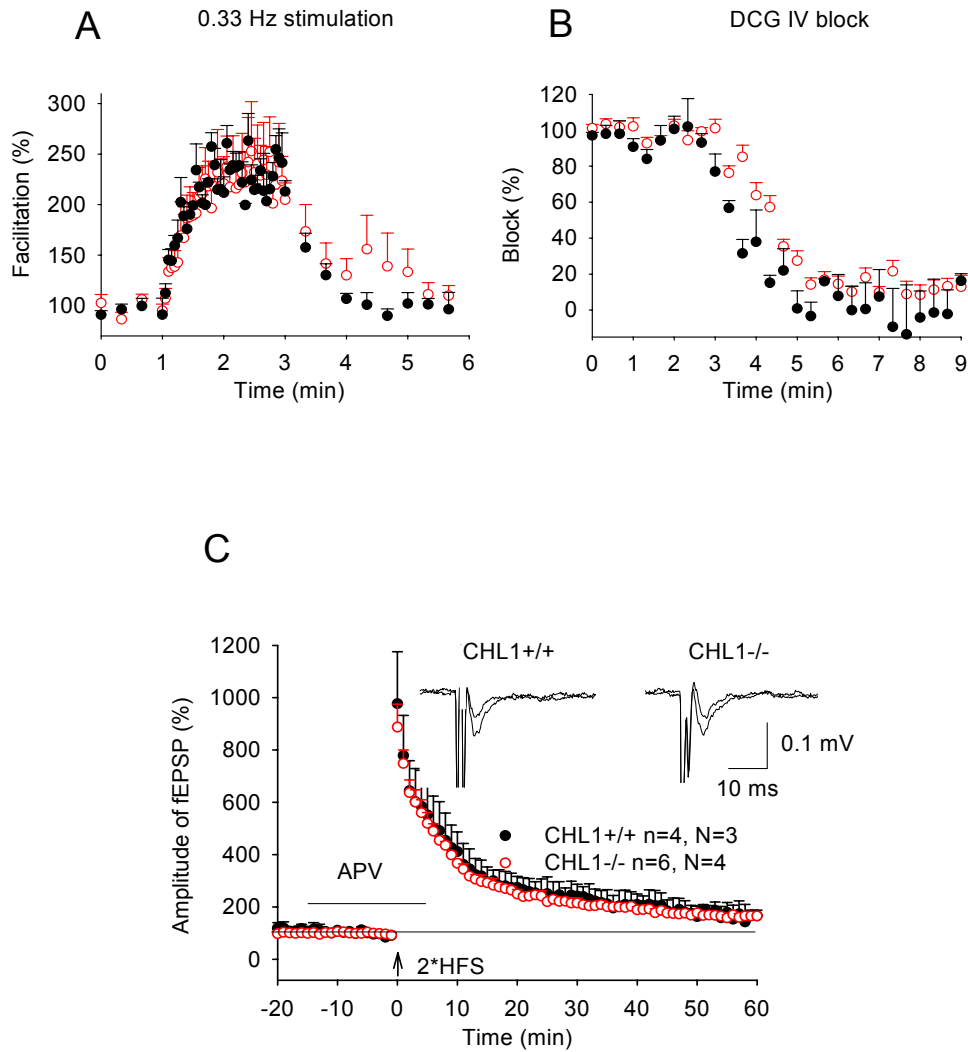 A
0.33 Hz stimulation
Facilitation (%)
300
250
200
150
100
0 1 2 3 4 5 6
Time (min)
B
DCG IV block
Block (%)
120
100
80
60
40
20
0
0 1 2 3 4 5 6 7 8 9
Time (min)
C
Amplitude of fEPSP (%)
1200
1000
800
600
400
200
0
CHL1+/+
CHL1-/-
0.1 mV
10 ms
CHL1+/+ n=4, N=3
CHL1-/- n=6, N=4
APV
2*HFS
-20 -10 0 10 20 30 40 50 60
Time (min)